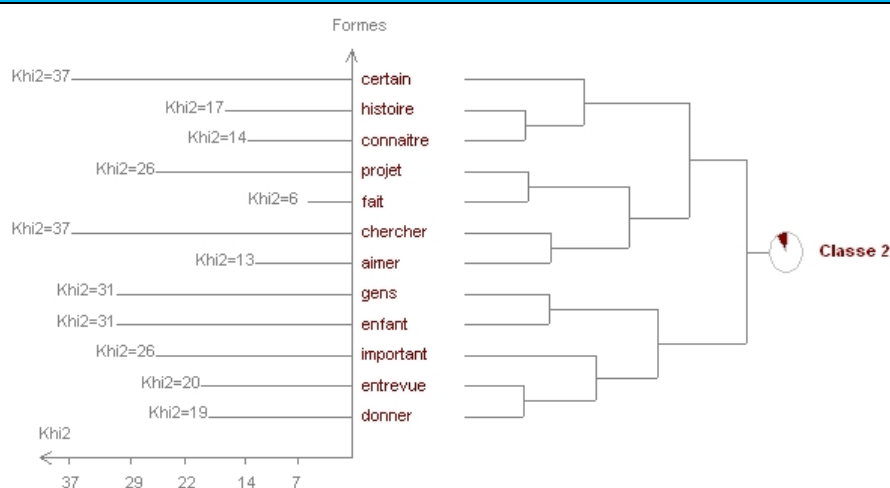 Formes
Khi2=37 certain
Khi2=17 histoire
Khi2=14 connaitre
Khi2=26 projet
Khi2=6 fait
Khi2=37 chercher
Khi2=13 aimer
Classe 2
Khi2=31 gens
Khi2=31 enfant
Khi2=26 important
Khi2=20 entrevue
Khi2=19 donner
Khi2
37 29 22 14 7